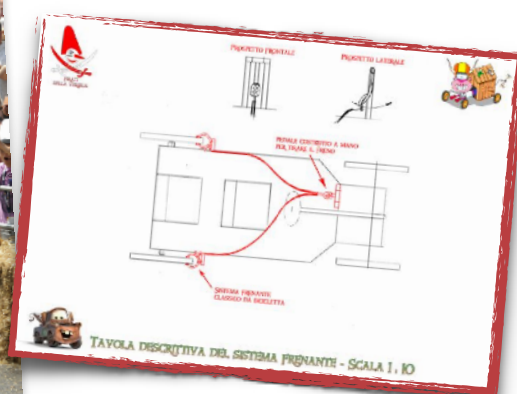 PROSPETTO FRONTALE
PROSPETTO LATERALE
PEDALE COSTRUITO A MANO
PER TIRARE IL FRENO
SISTEMA FRENANTE
CLASSICO DA BICICLETTA
TAVOLA DESCRITTIVA DEL SISTEMA FRENANTE - SCALA 1 : 10